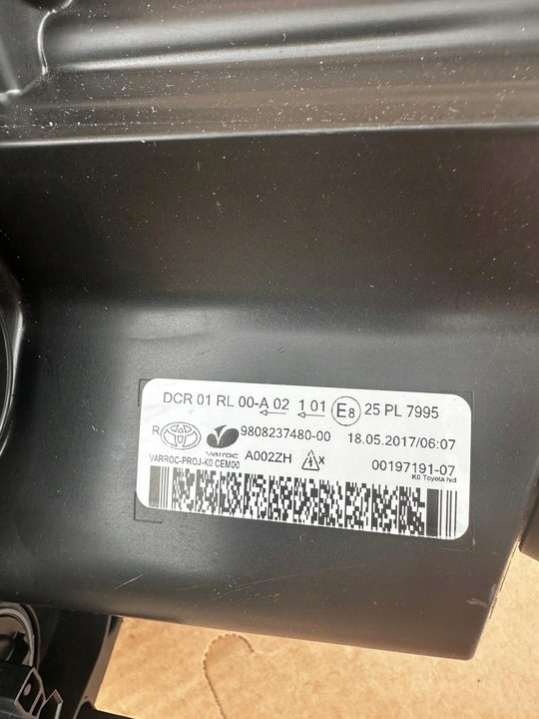 DCR 01 RL 00-A 02 1 01 E8 25 PL 7995
R VARROC 9808237480-00 18.05.2017/06:07
VARROC-PROJ-K0 CEMOO A002ZH X 00197191-07
K0 Toyota hid